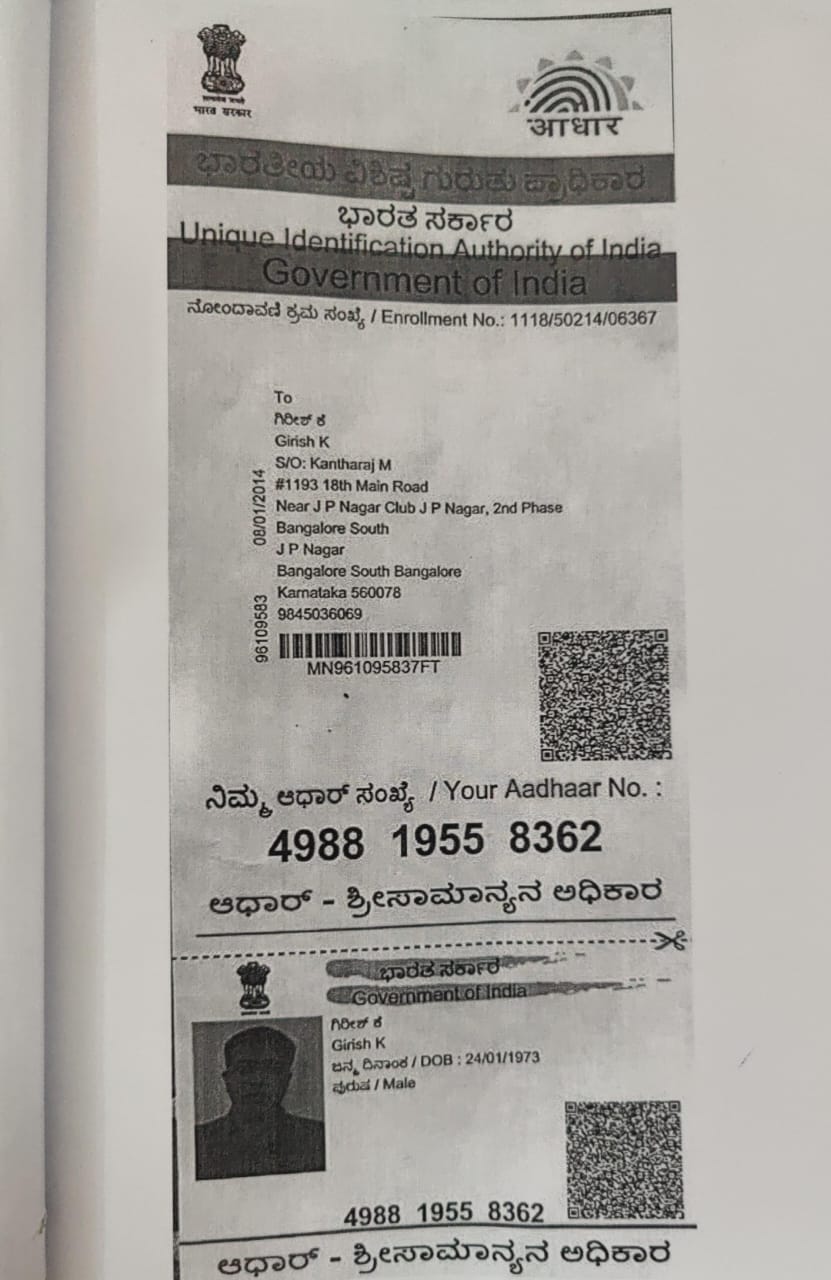 भारत सरकार
आधार
ಭಾರತೀಯ ವಿಶಿಷ್ಟ ಗುರುತು ಪ್ರಾಧಿಕಾರ
ಭಾರತ ಸರ್ಕಾರ
Unique Identification Authority of India
Government of India
ನೋಂದಾವಣೆ ಕ್ರಮ ಸಂಖ್ಯೆ / Enrollment No.: 1118/50214/06367
To
ಗಿರೀಶ್ ಕೆ
Girish K
S/O: Kantharaj M
#1193 18th Main Road
Near J P Nagar Club J P Nagar, 2nd Phase
Bangalore South
J P Nagar
Bangalore South Bangalore
Karnataka 560078
9845036069
08/01/2014
96109583
MN961095837FT
ನಿಮ್ಮ ಆಧಾರ್ ಸಂಖ್ಯೆ / Your Aadhaar No. :
4988 1955 8362
ಆಧಾರ್ - ಶ್ರೀಸಾಮಾನ್ಯನ ಅಧಿಕಾರ
ಭಾರತ ಸರ್ಕಾರ
Government of India
ಗಿರೀಶ್ ಕೆ
Girish K
ಜನ್ಮ ದಿನಾಂಕ / DOB : 24/01/1973
ಪುರುಷ / Male
4988 1955 8362
ಆಧಾರ್ - ಶ್ರೀಸಾಮಾನ್ಯನ ಅಧಿಕಾರ